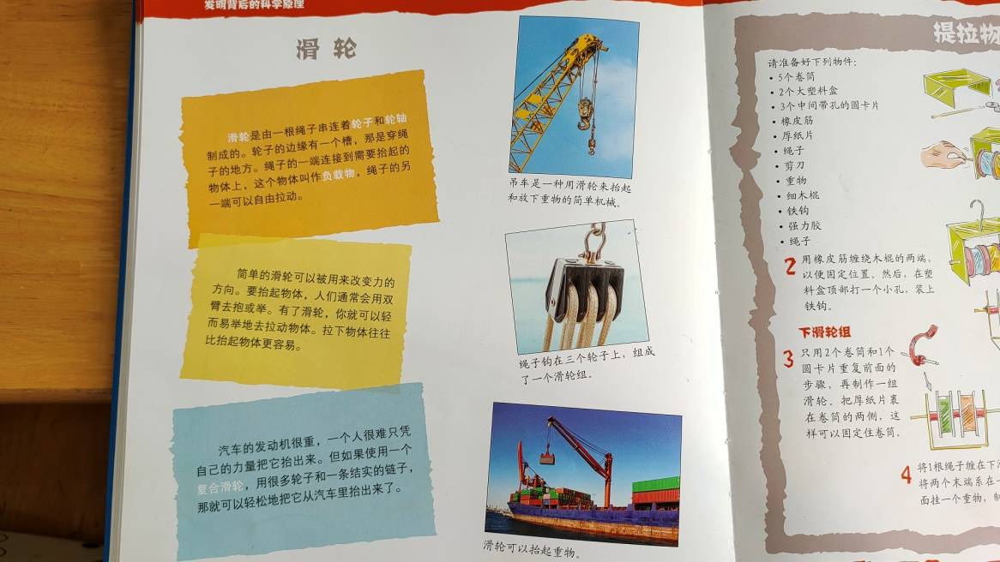 发明背后的科学原理
滑轮
滑轮是由一根绳子串连着轮子和轮轴
制成的。轮子的边缘有一个槽，那是穿绳
子的地方。绳子的一端连接到需要抬起的
物体上，这个物体叫作负载物，绳子的另
一端可以自由拉动。
简单的滑轮可以被用来改变力的
方向。要抬起物体，人们通常会用双
臂去抱或举。有了滑轮，你就可以轻
而易举地去拉动物体。拉下物体往往
比抬起物体更容易。
汽车的发动机很重，一个人很难只凭
自己的力量把它抬出来。但如果使用一个
复合滑轮，用很多轮子和一条结实的链子，
那就可以轻松地把它从汽车里抬出来了。
吊车是一种用滑轮来抬起
和放下重物的简单机械。
绳子钩在三个轮子上，组成
了一个滑轮组。
滑轮可以抬起重物。
提拉物
请准备好下列物件：
• 5个卷筒
• 2个大塑料盒
• 3个中间带孔的圆卡片
• 橡皮筋
• 厚纸片
• 绳子
• 剪刀
• 重物
• 细木棍
• 铁钩
• 强力胶
• 绳子
2 用橡皮筋缠绕木棍的两端，
以便固定位置。然后，在塑
料盒顶部打一个小孔，装上
铁钩。
下滑轮组
3 只用2个卷筒和1个
圆卡片重复前面的
步骤，再制作一组
滑轮。把厚纸片裹
在卷筒的两侧，这
样可以固定住卷筒。
4 将1根绳子缠在下滑
将两个末端系在一
面挂一个重物，制